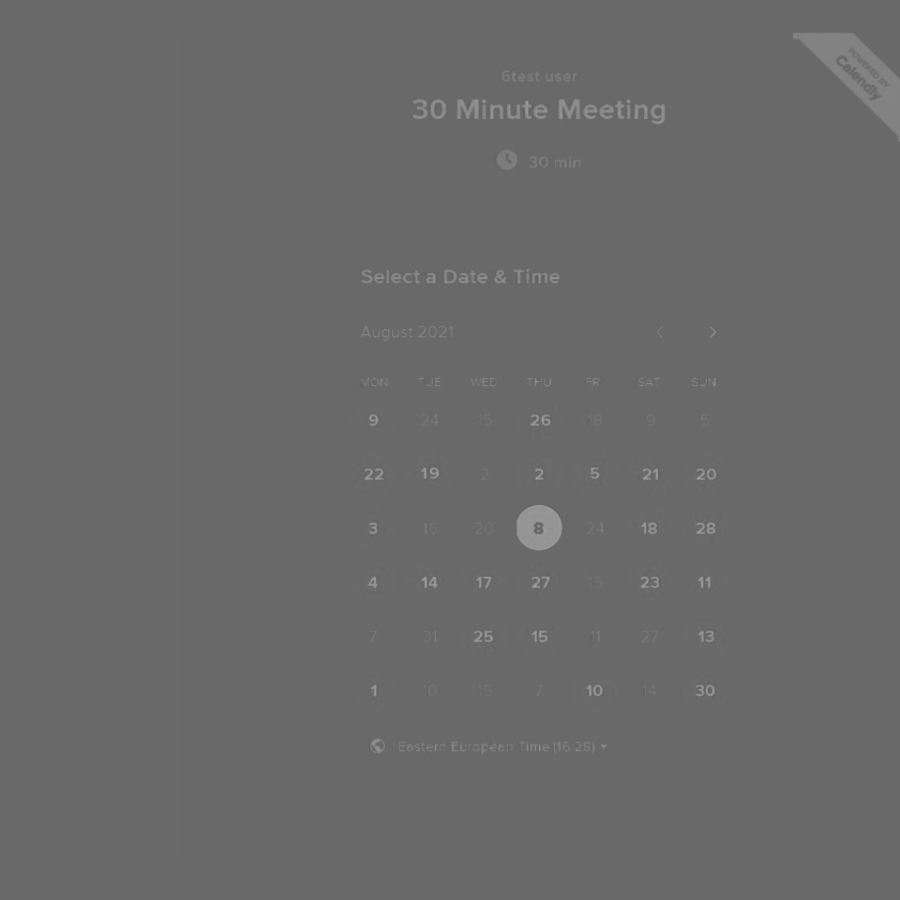 POWERED BY
Calendly
6test user
30 Minute Meeting
30 min
Select a Date & Time
August 2021
MON TUE WED THU FR SAT SUN
9 24 15 26 18 9 5
22 19 2 2 5 21 20
3 15 20 8 24 18 28
4 14 17 27 15 23 11
7 31 25 15 11 27 13
1 10 15 7 10 14 30
Eastern European Time (16:28)